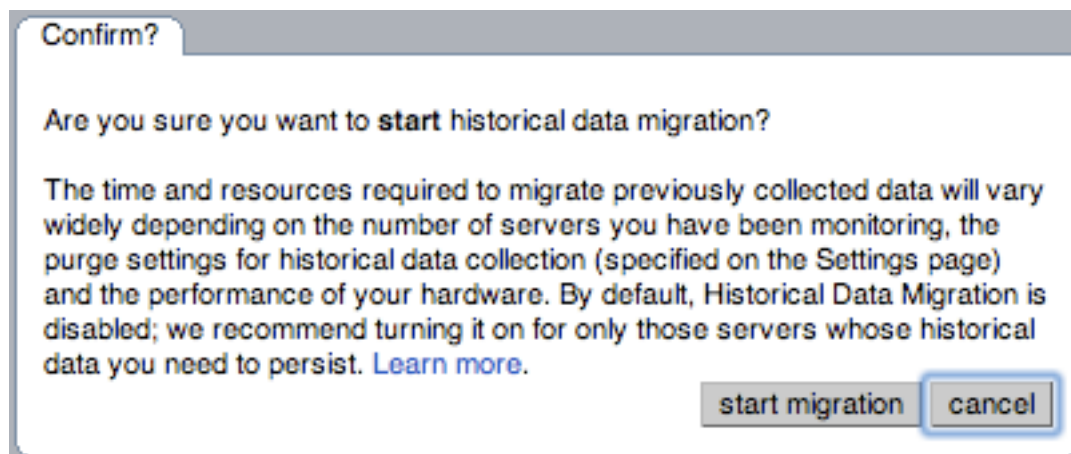 Confirm?
Are you sure you want to start historical data migration?
The time and resources required to migrate previously collected data will vary
widely depending on the number of servers you have been monitoring, the
purge settings for historical data collection (specified on the Settings page)
and the performance of your hardware. By default, Historical Data Migration is
disabled; we recommend turning it on for only those servers whose historical
data you need to persist. Learn more.
start migration cancel